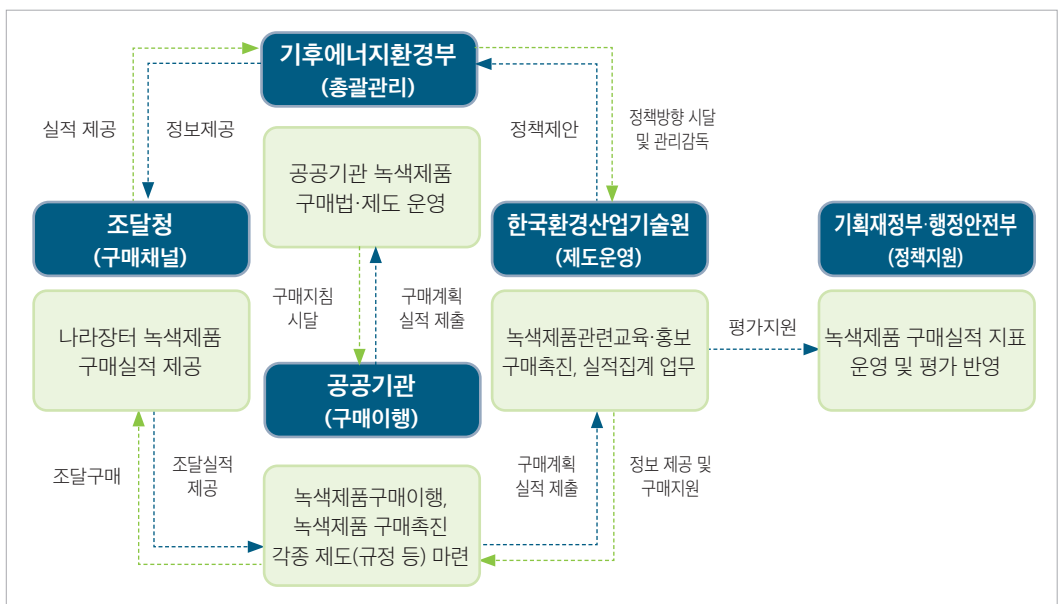 기후에너지환경부
(총괄관리)
실적 제공
정보제공
정책제안
정책방향 시달
및 관리감독
공공기관 녹색제품
구매법·제도 운영
조달청
(구매채널)
한국환경산업기술원
(제도운영)
기획재정부·행정안전부
(정책지원)
구매지침
시달
구매계획
실적 제출
나라장터 녹색제품
구매실적 제공
녹색제품관련교육·홍보
구매촉진, 실적집계 업무
평가지원
녹색제품 구매실적 지표
운영 및 평가 반영
공공기관
(구매이행)
조달구매
조달실적
제공
구매계획
실적 제출
정보 제공 및
구매지원
녹색제품구매이행,
녹색제품 구매촉진
각종 제도(규정 등) 마련